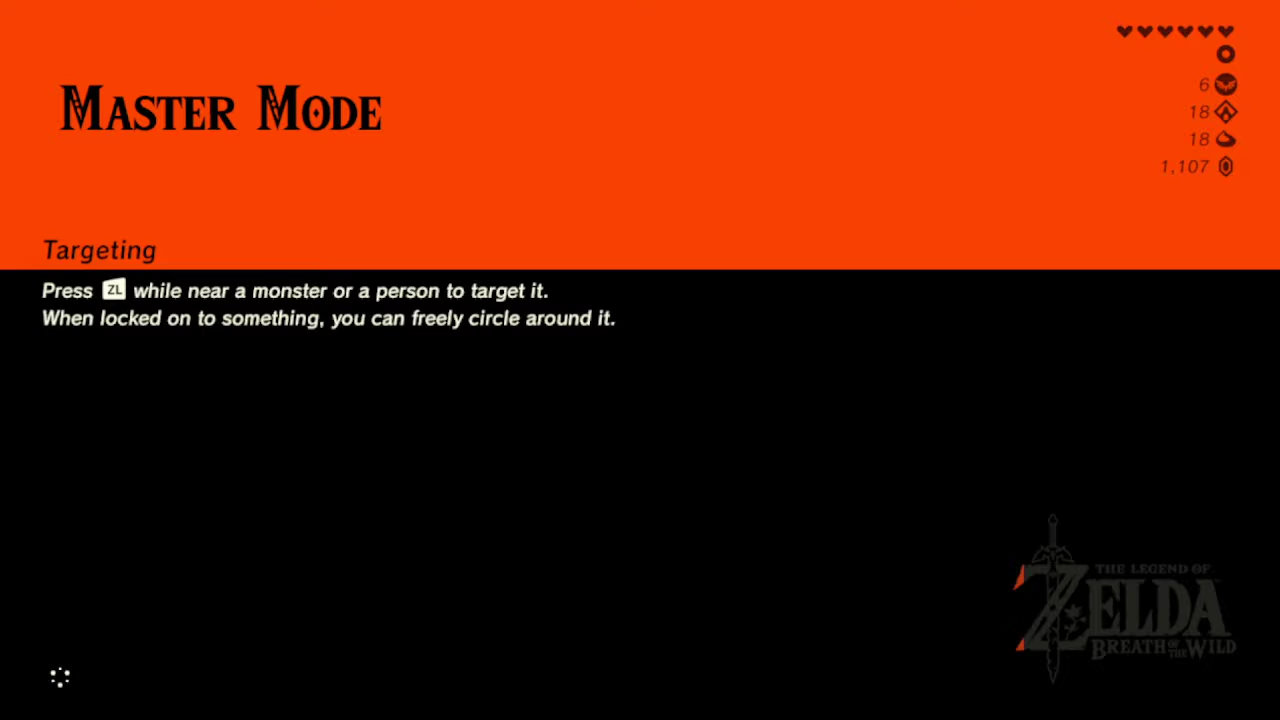 Master Mode
6
18
18
1,107
Targeting
Press ZL while near a monster or a person to target it.
When locked on to something, you can freely circle around it.
THE LEGEND OF
ZELDA
BREATH OF THE WILD